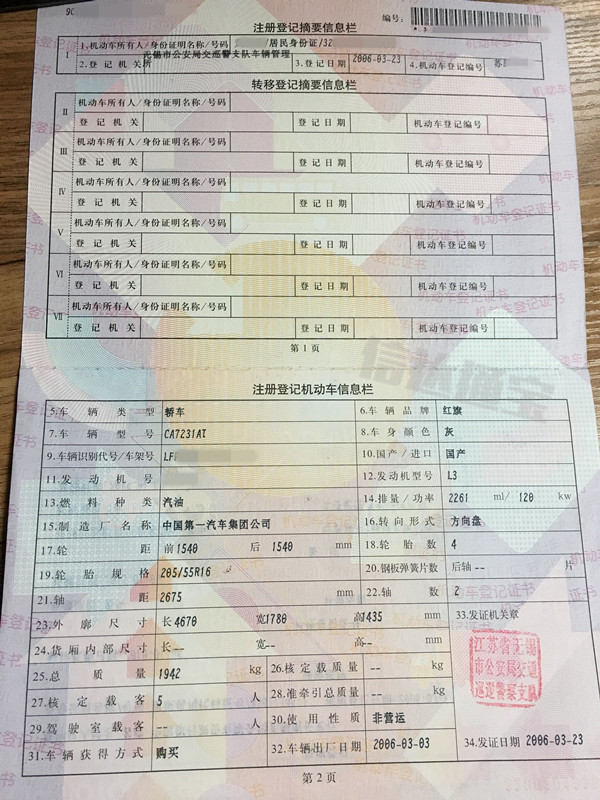 注册登记摘要信息栏
编号:
I
1.机动车所有人/身份证明名称/号码 /居民身份证/32
2.登记机关 无锡市公安局交巡警支队车辆管理所 3.登记日期 2006-03-23 4.机动车登记编号
转移登记摘要信息栏
II 机动车所有人/身份证明名称/号码
登记机关 登记日期 机动车登记编号
III 机动车所有人/身份证明名称/号码
登记机关 登记日期 机动车登记编号
IV 机动车所有人/身份证明名称/号码
登记机关 登记日期 机动车登记编号
V 机动车所有人/身份证明名称/号码
登记机关 登记日期 机动车登记编号
VI 机动车所有人/身份证明名称/号码
登记机关 登记日期 机动车登记编号
VII 机动车所有人/身份证明名称/号码
登记机关 登记日期 机动车登记编号
第1页
信达通宝
注册登记机动车信息栏
5.车辆类型 轿车 6.车辆品牌 红旗
7.车辆型号 CA7231AT 8.车身颜色 灰
9.车辆识别代号/车架号 LF 10.国产/进口 国产
11.发动机号 12.发动机型号 L3
13.燃料种类 汽油 14.排量/功率 2261 ml/ 120 kw
15.制造厂名称 中国第一汽车集团公司 16.转向形式 方向盘
17.轮距 前1540 后 1540 mm 18.轮胎数 4
19.轮胎规格 205/55R16 20.钢板弹簧片数 后轴-- 片
21.轴距 2675 mm 22.轴数 2
23.外廓尺寸 长4670 宽1780 高1435 mm 33.发证机关章
24.货厢内部尺寸 长-- 宽-- 高-- mm
25.总质量 1942 kg 26.核定载质量 -- kg
27.核定载客 5 人 28.准牵引总质量 -- kg
29.驾驶室载客 -- 人 30.使用性质 非营运
31.车辆获得方式 购买 32.车辆出厂日期 2006-03-03 34.发证日期 2006-03-23
江苏省无锡
市公安局交通
巡逻警察支队
第2页